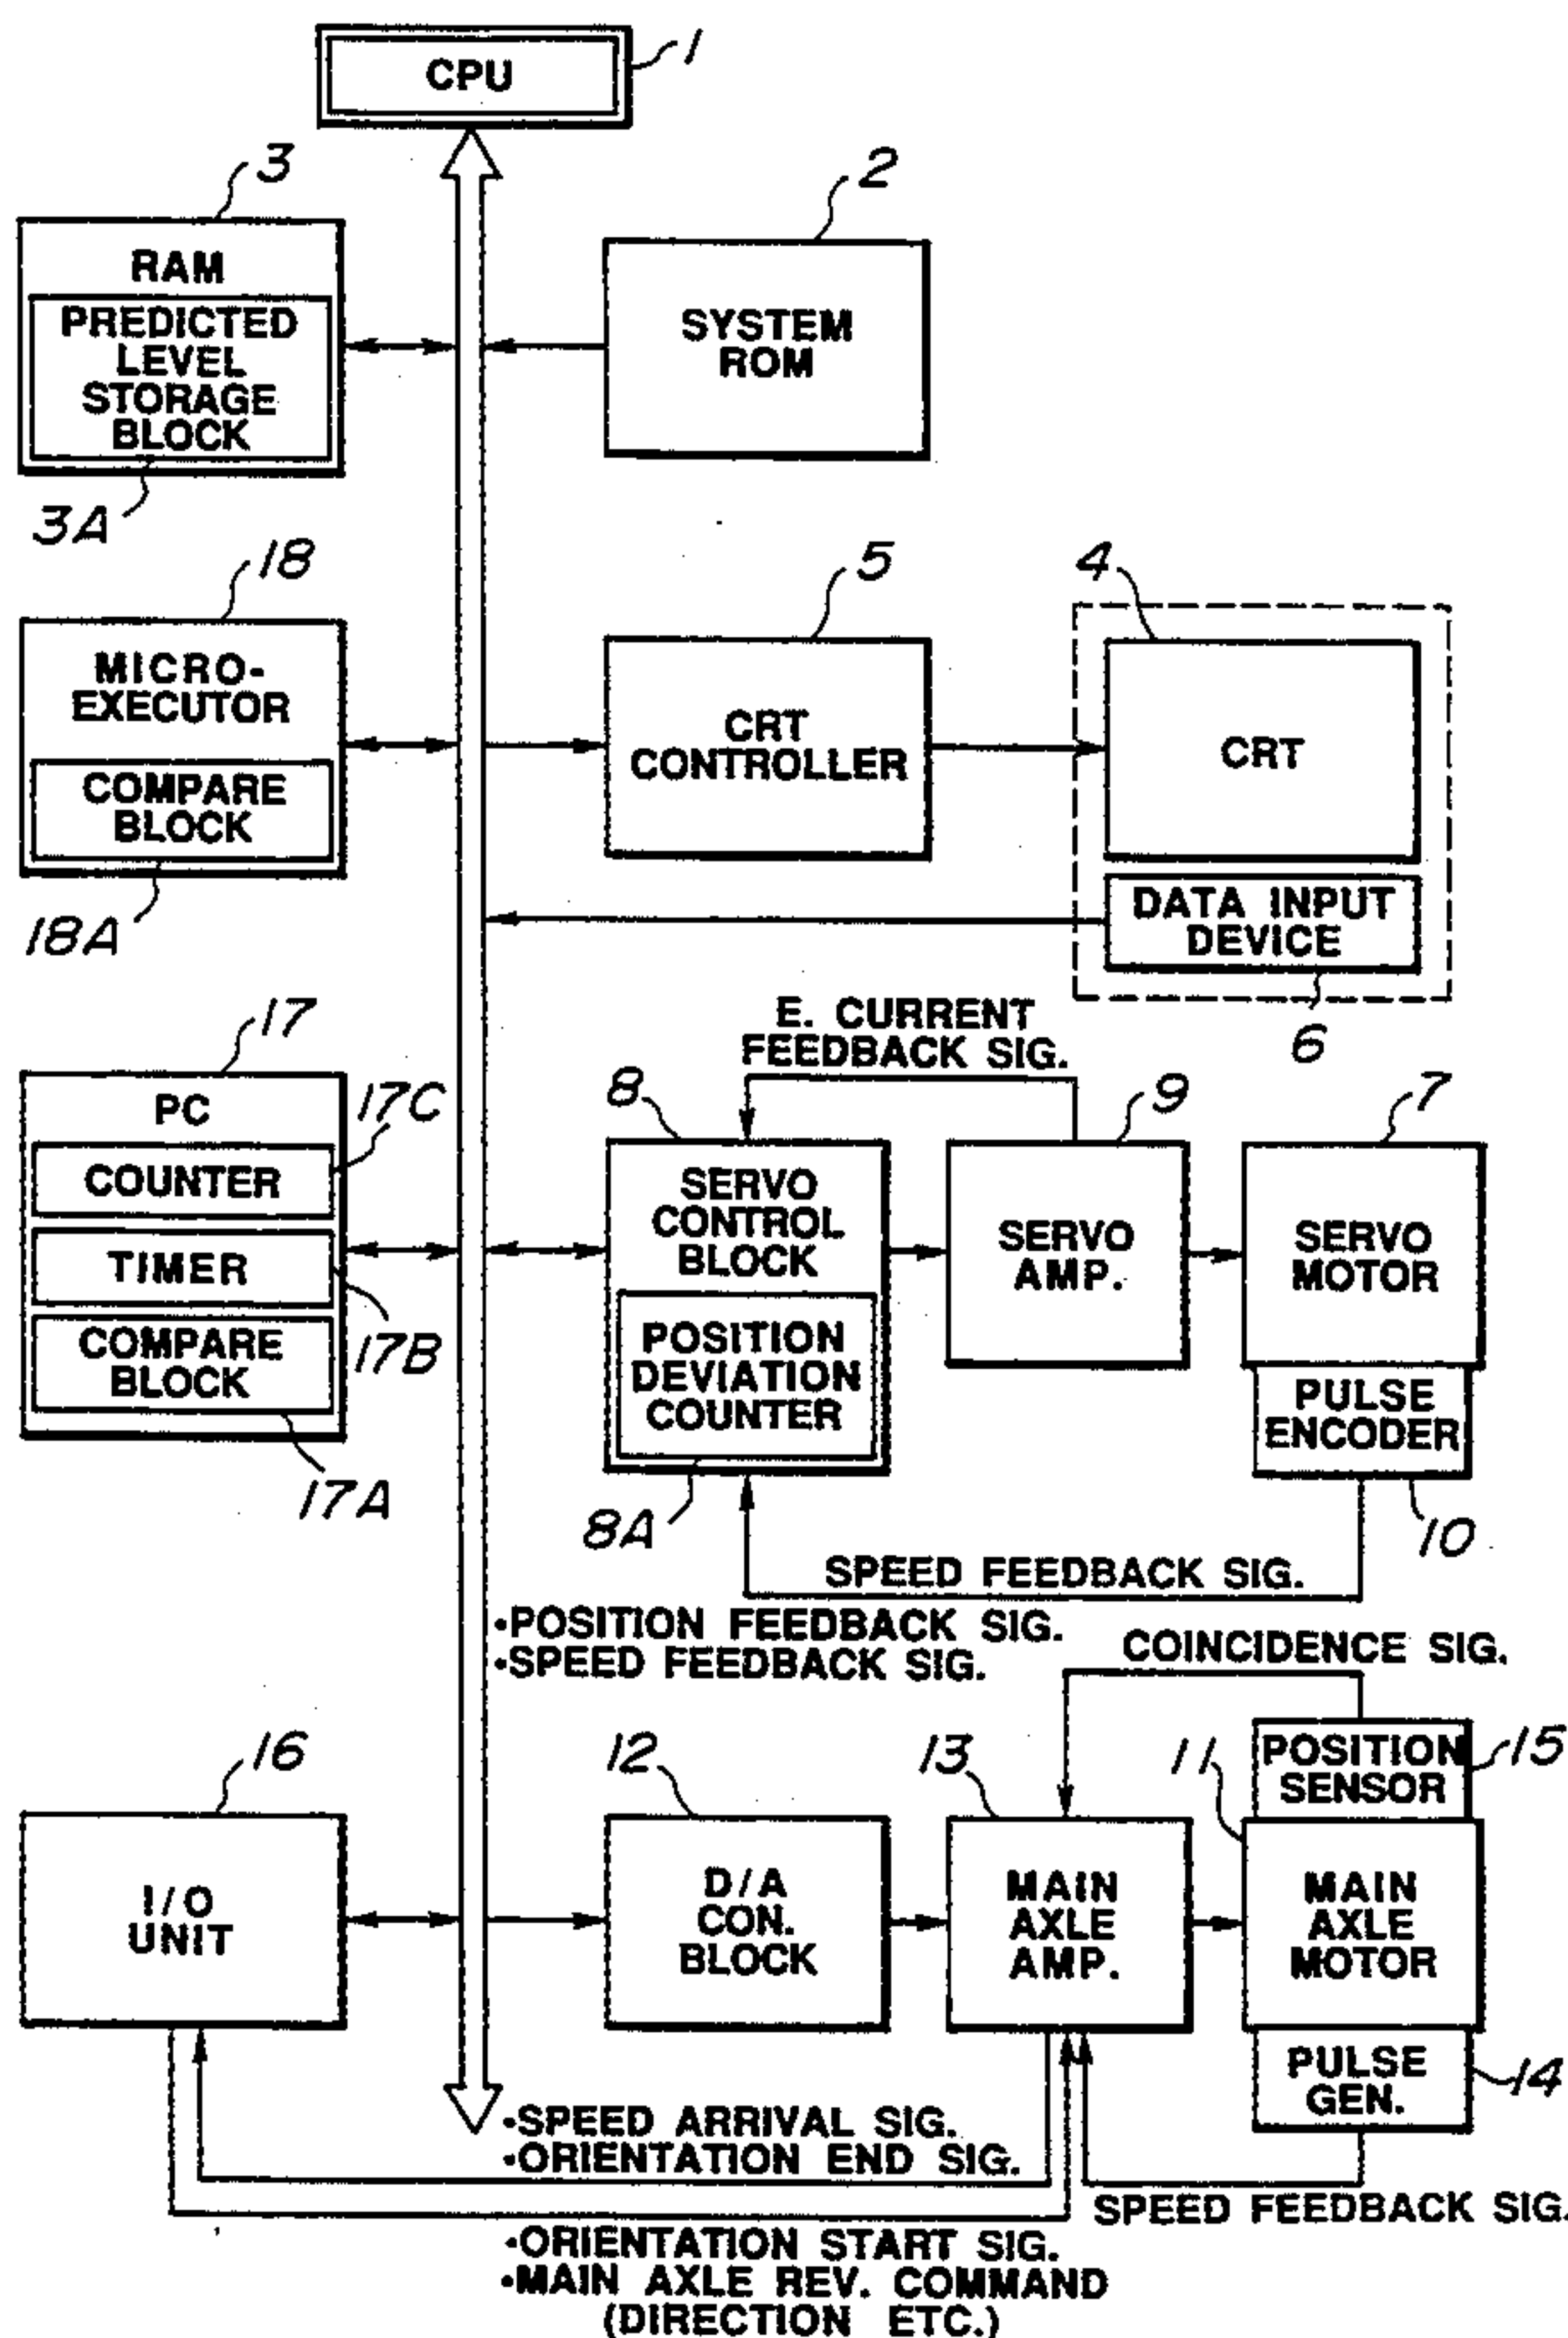 CPU
1
3
2
RAM
PREDICTED
LEVEL
STORAGE
BLOCK
3A
SYSTEM
ROM
18
MICRO-
EXECUTOR
COMPARE
BLOCK
18A
5
CRT
CONTROLLER
4
CRT
DATA INPUT
DEVICE
6
17
PC
17C
COUNTER
TIMER
17B
COMPARE
BLOCK
17A
E. CURRENT
FEEDBACK SIG.
8
SERVO
CONTROL
BLOCK
POSITION
DEVIATION
COUNTER
8A
9
SERVO
AMP.
7
SERVO
MOTOR
PULSE
ENCODER
10
SPEED FEEDBACK SIG.
•POSITION FEEDBACK SIG.
•SPEED FEEDBACK SIG.
COINCIDENCE SIG.
16
I/O
UNIT
12
D/A
CON.
BLOCK
13
MAIN
AXLE
AMP.
11
POSITION
SENSOR
15
MAIN
AXLE
MOTOR
PULSE
GEN.
14
•SPEED ARRIVAL SIG.
•ORIENTATION END SIG.
SPEED FEEDBACK SIG.
•ORIENTATION START SIG.
•MAIN AXLE REV. COMMAND
(DIRECTION ETC.)